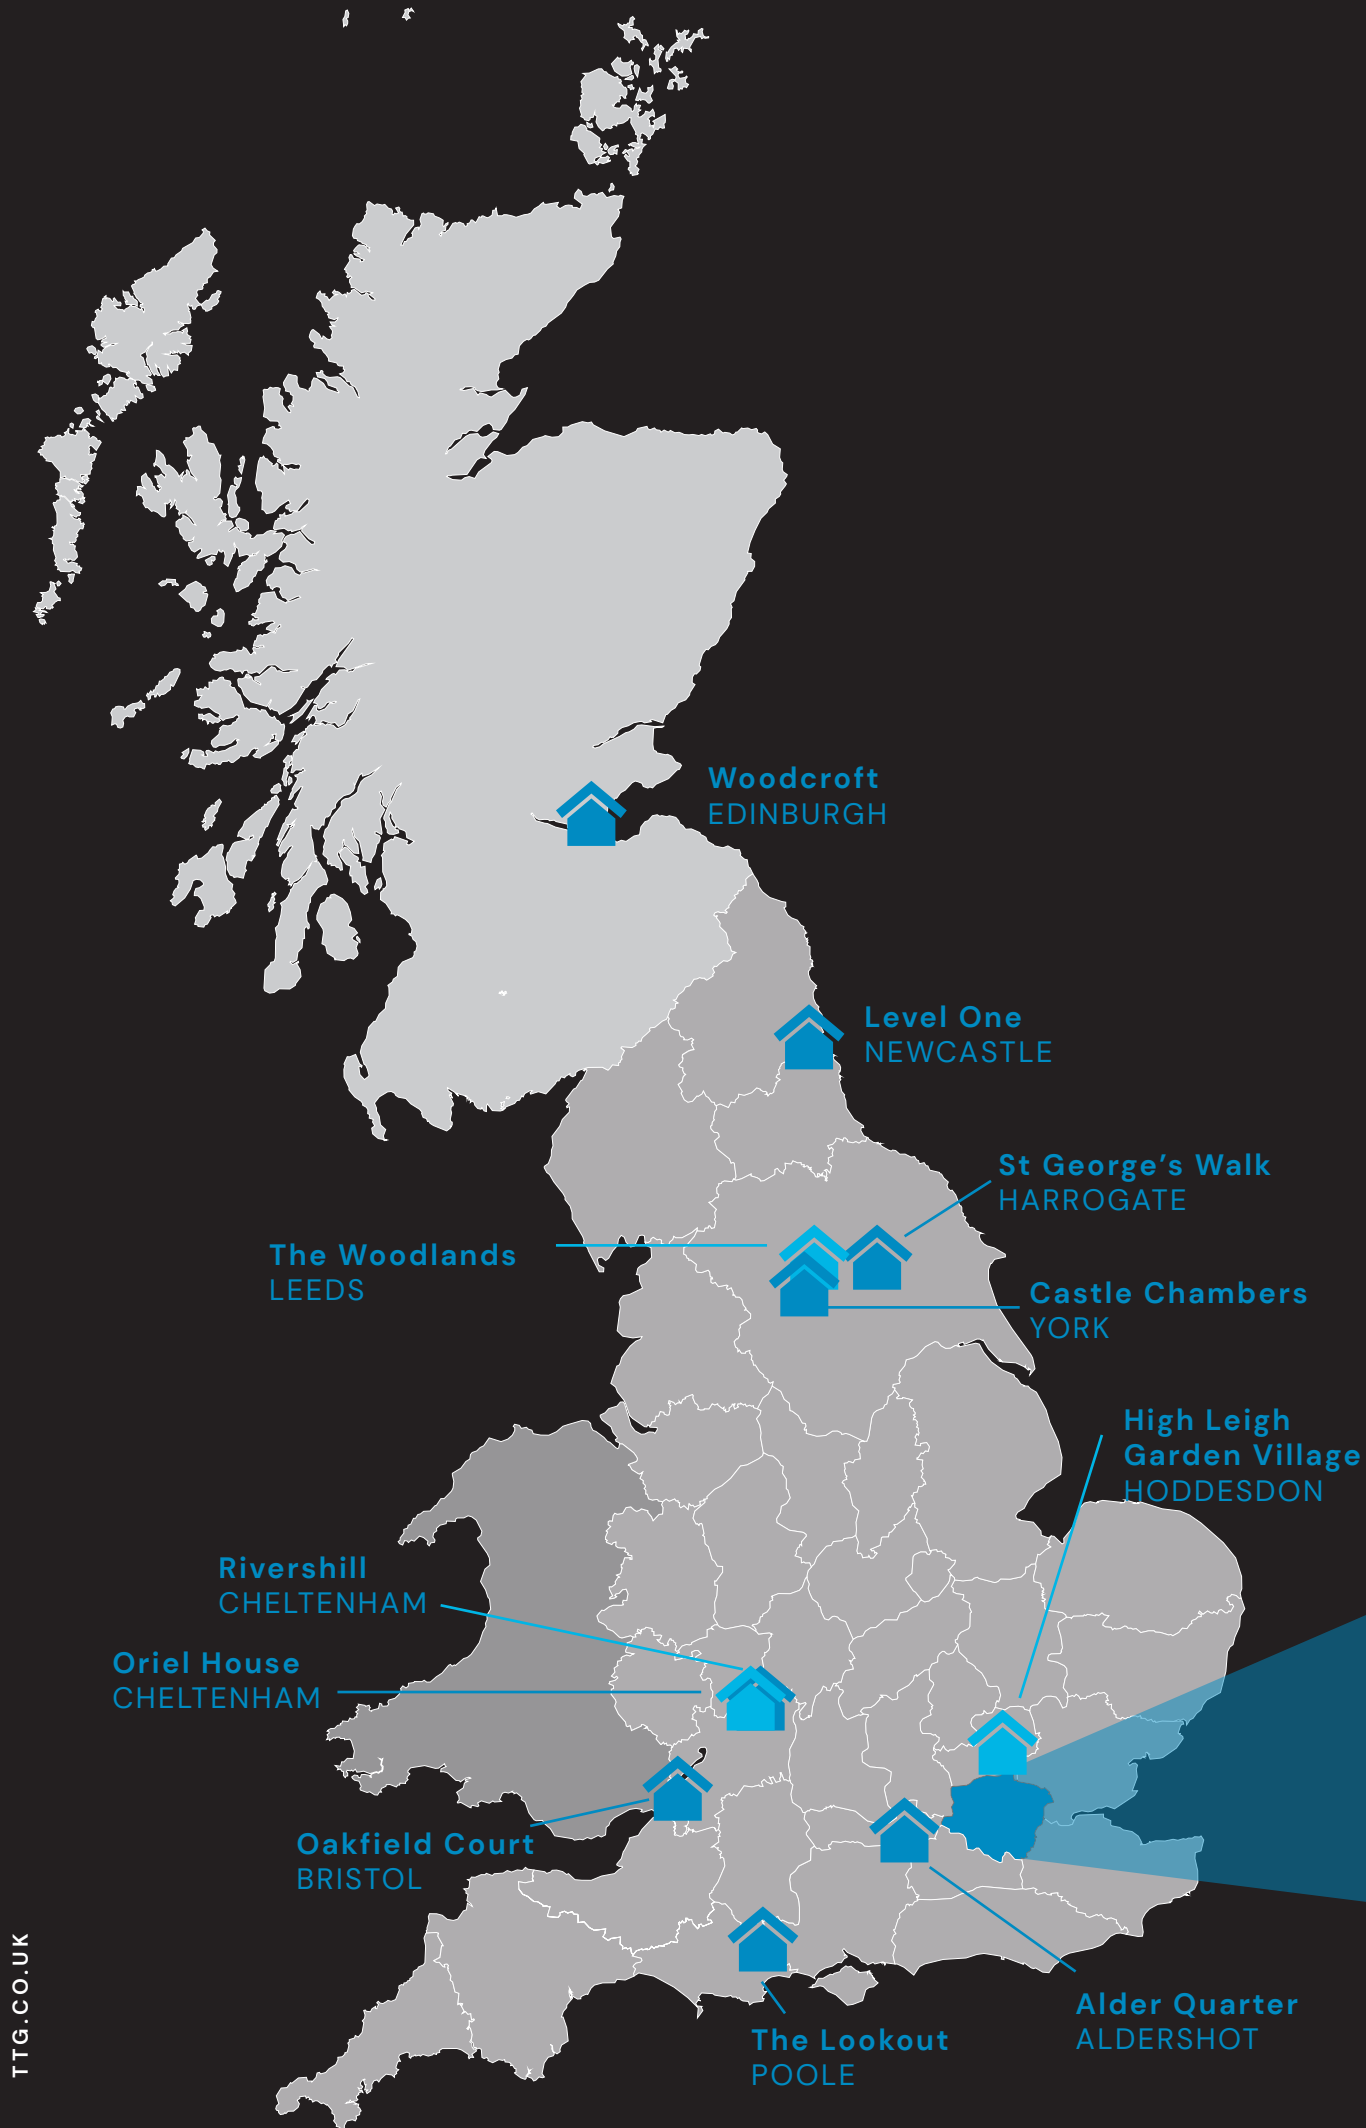 Woodcroft
EDINBURGH
Level One
NEWCASTLE
St George’s Walk
HARROGATE
The Woodlands
LEEDS
Castle Chambers
YORK
High Leigh
Garden Village
HODDESDON
Rivershill
CHELTENHAM
Oriel House
CHELTENHAM
Oakfield Court
BRISTOL
Alder Quarter
ALDERSHOT
The Lookout
POOLE
TTG.CO.UK